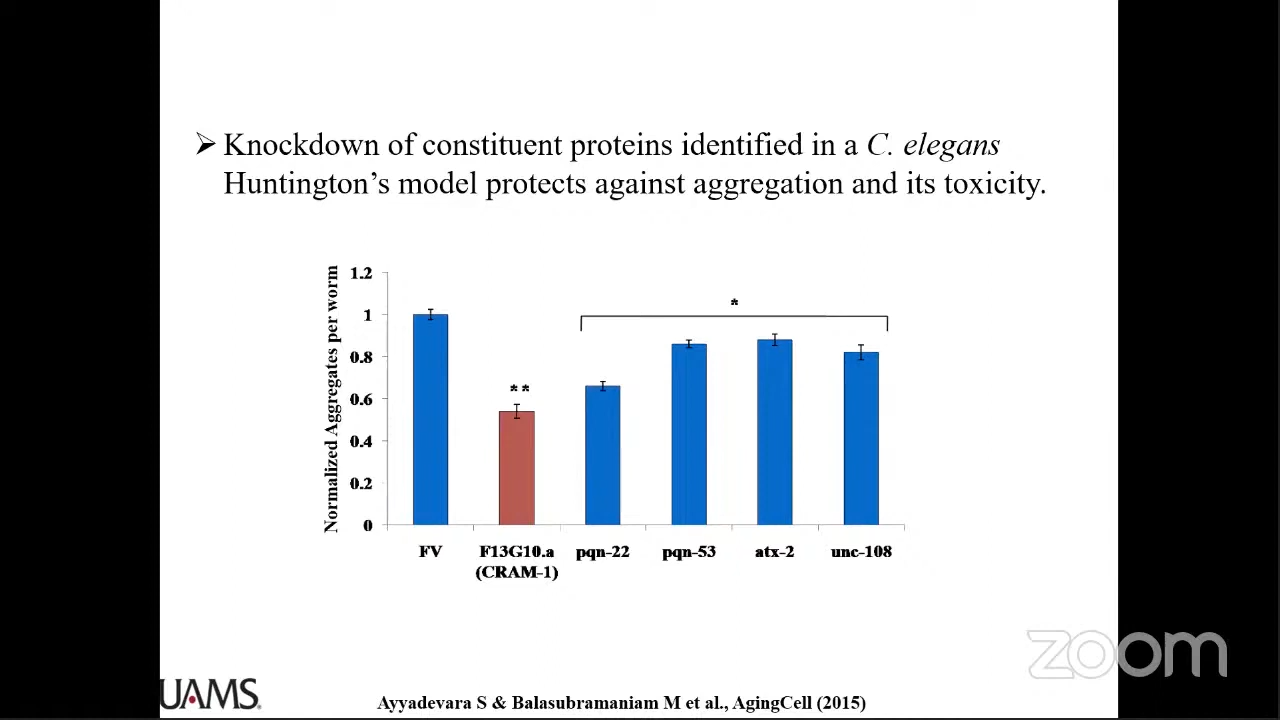 ➢ Knockdown of constituent proteins identified in a C. elegans
Huntington's model protects against aggregation and its toxicity.
Normalized Aggregates per worm
1.2
1
0.8
0.6
0.4
0.2
0
**
*
FV
F13G10.a
(CRAM-1)
pqn-22
pqn-53
atx-2
unc-108
zoom
UAMS.
Ayyadevara S & Balasubramaniam M et al., AgingCell (2015)